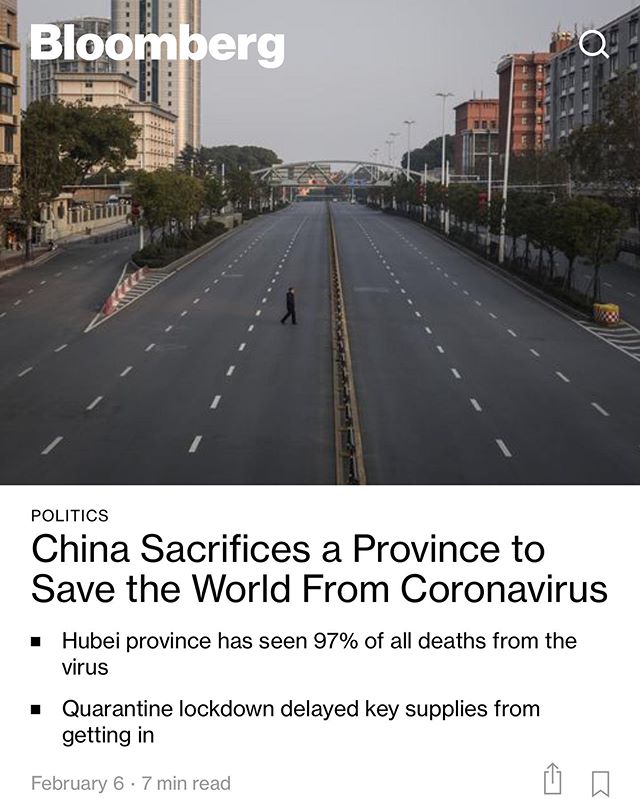 Bloomberg
POLITICS
China Sacrifices a Province to
Save the World From Coronavirus
Hubei province has seen 97% of all deaths from the
virus
Quarantine lockdown delayed key supplies from
getting in
February 6 · 7 min read